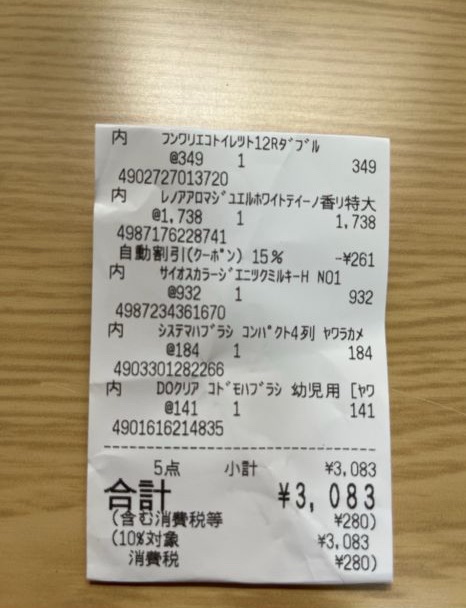 内 フンワリエコトイレツト12Rダブル
@349 1 349
4902727013720
内 レノアアロマジュエルホワイトテイーノ香リ特大
@1,738 1 1,738
4987176228741
自動割引(クーポン) 15% -¥261
内 サイオスカラージェニツクミルキーH NO1
@932 1 932
4987234361670
内 システマハブラシ コンパクト4列 ヤワラカメ
@184 1 184
4903301282266
内 DOクリア コドモハブラシ 幼児用 [ヤワ
@141 1 141
4901616214835
5点 小計 ¥3,083
合計 ¥3,083
(含む消費税等 ¥280)
(10%対象 ¥3,083
消費税 ¥280)